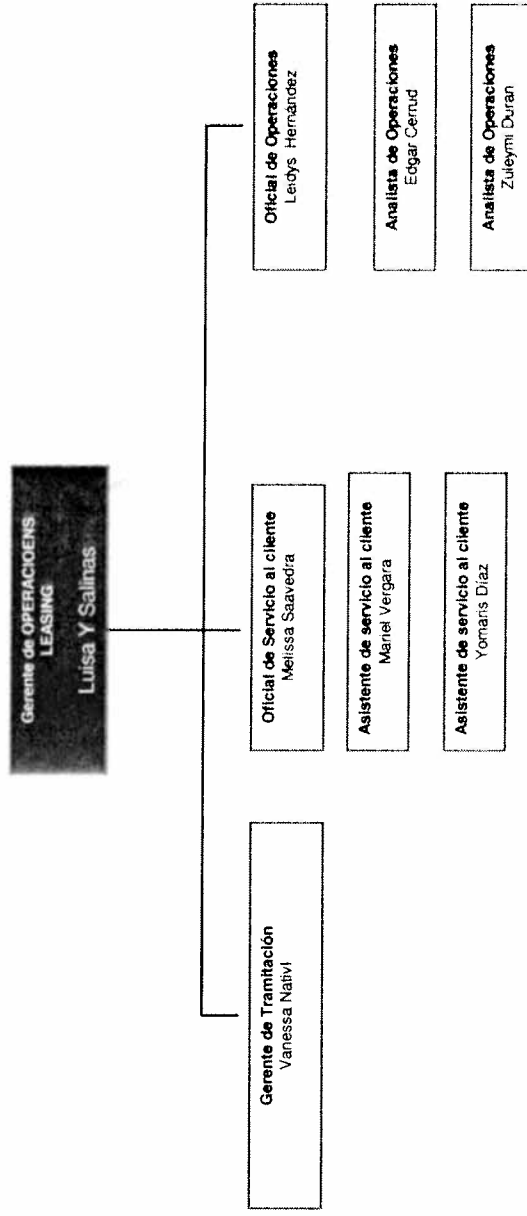 Gerente de OPERACIOENS
LEASING
Luisa Y Salinas
Gerente de Tramitación
Vanessa Nativí
Oficial de Servicio al cliente
Melissa Saavedra
Asistente de servicio al cliente
Mariel Vergara
Asistente de servicio al cliente
Yomaris Díaz
Oficial de Operaciones
Leidys Hernández
Analista de Operaciones
Edgar Cerrud
Analista de Operaciones
Zuleymi Duran